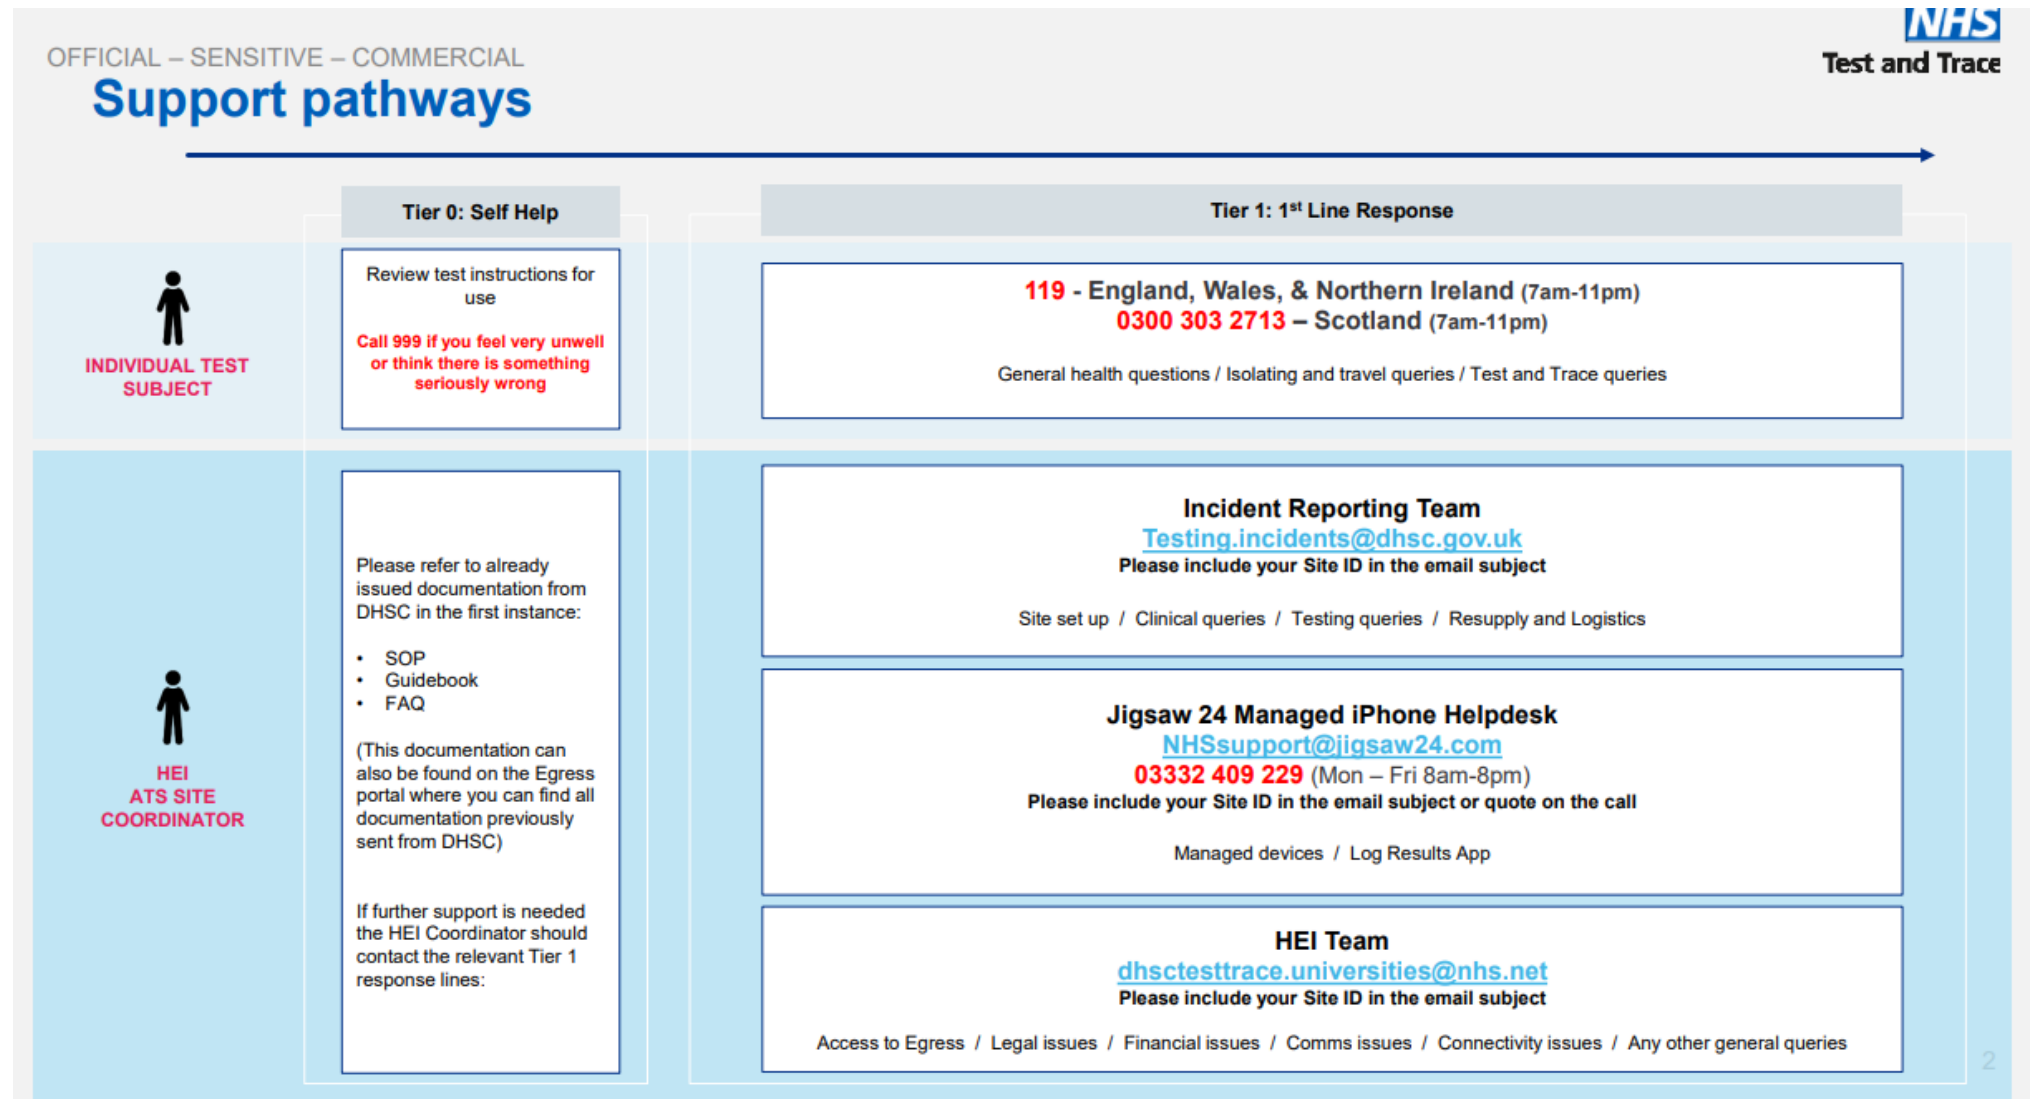 OFFICIAL – SENSITIVE – COMMERCIAL
Support pathways
NHS
Test and Trace
Tier 0: Self Help
Tier 1: 1st Line Response
INDIVIDUAL TEST
SUBJECT
Review test instructions for
use
Call 999 if you feel very unwell
or think there is something
seriously wrong
119 - England, Wales, & Northern Ireland (7am-11pm)
0300 303 2713 – Scotland (7am-11pm)
General health questions / Isolating and travel queries / Test and Trace queries
HEI
ATS SITE
COORDINATOR
Please refer to already
issued documentation from
DHSC in the first instance:
• SOP
• Guidebook
• FAQ
(This documentation can
also be found on the Egress
portal where you can find all
documentation previously
sent from DHSC)
If further support is needed
the HEI Coordinator should
contact the relevant Tier 1
response lines:
Incident Reporting Team
Testing.incidents@dhsc.gov.uk
Please include your Site ID in the email subject
Site set up / Clinical queries / Testing queries / Resupply and Logistics
Jigsaw 24 Managed iPhone Helpdesk
NHSsupport@jigsaw24.com
03332 409 229 (Mon – Fri 8am-8pm)
Please include your Site ID in the email subject or quote on the call
Managed devices / Log Results App
HEI Team
dhsctesttrace.universities@nhs.net
Please include your Site ID in the email subject
Access to Egress / Legal issues / Financial issues / Comms issues / Connectivity issues / Any other general queries
2